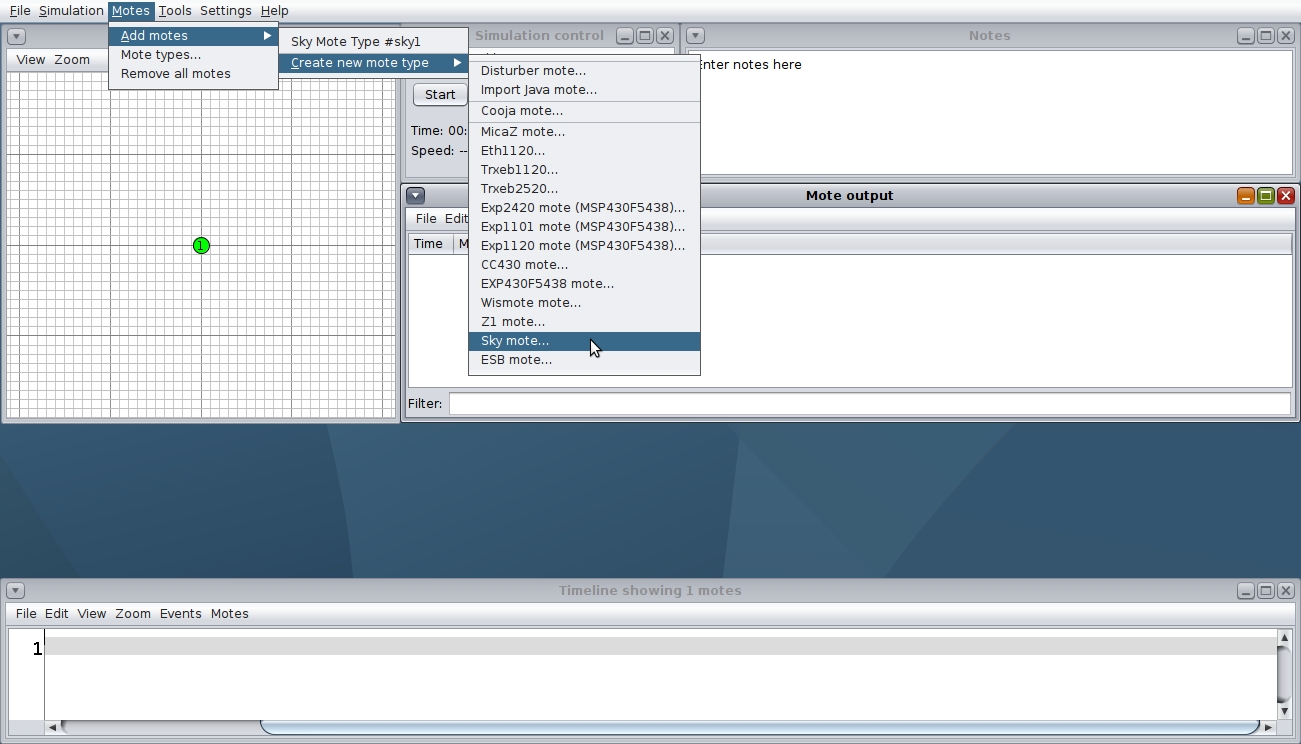 File Simulation Motes Tools Settings Help
Add motes
Mote types...
Remove all motes
Sky Mote Type #sky1
Create new mote type
Disturber mote...
Import Java mote...
Cooja mote...
MicaZ mote...
Eth1120...
Trxeb1120...
Trxeb2520...
Exp2420 mote (MSP430F5438)...
Exp1101 mote (MSP430F5438)...
Exp1120 mote (MSP430F5438)...
CC430 mote...
EXP430F5438 mote...
Wismote mote...
Z1 mote...
Sky mote...
ESB mote...
View Zoom
1
Simulation control
Start
Time: 00:
Speed: --
Notes
Enter notes here
Mote output
File Edit
Time M
Filter:
Timeline showing 1 motes
File Edit View Zoom Events Motes
1